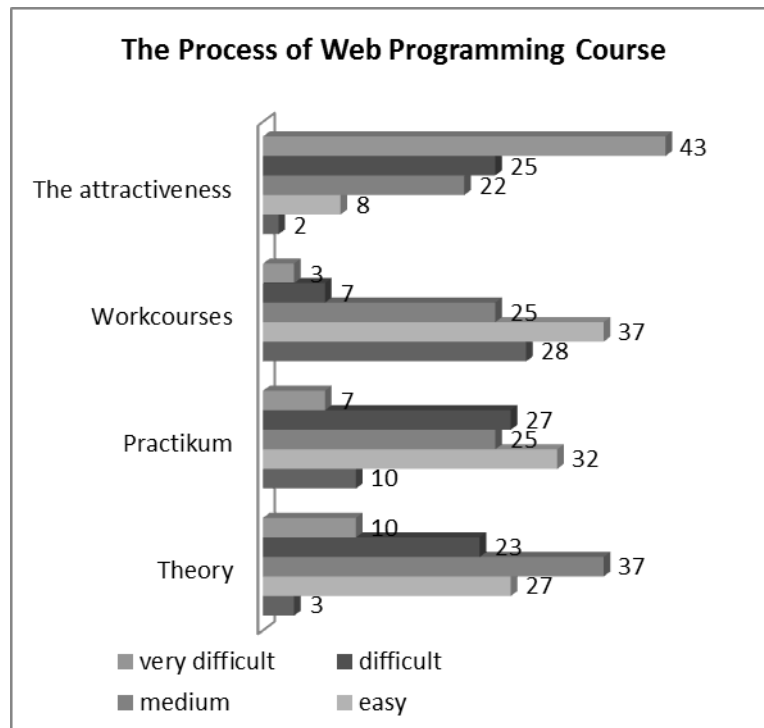 The Process of Web Programming Course
43
25
The attractiveness
22
8
2
3
7
Workcourses
25
37
28
7
27
Practikum
25
32
10
10
23
Theory
37
27
3
very difficult
difficult
medium
easy